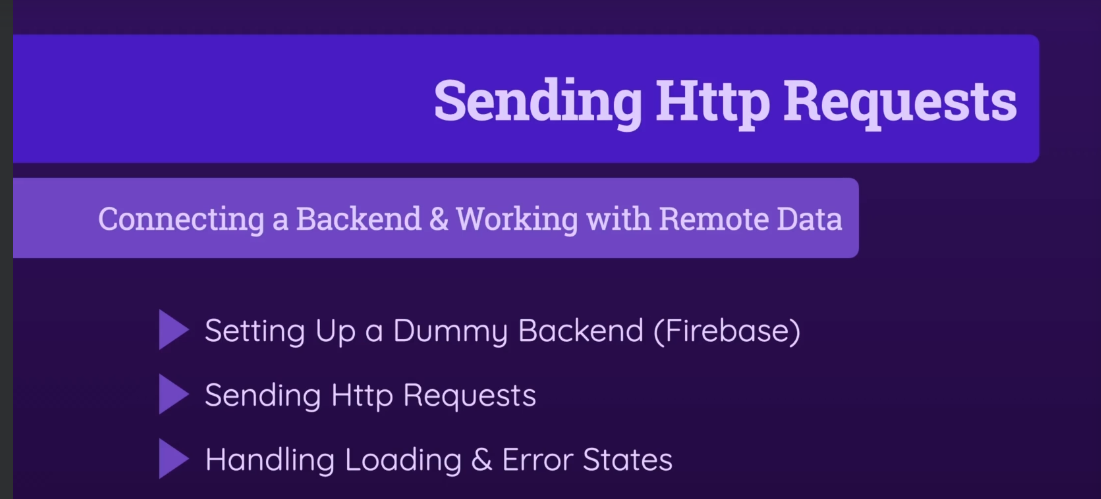 Sending Http Requests
Connecting a Backend & Working with Remote Data
Setting Up a Dummy Backend (Firebase)
Sending Http Requests
Handling Loading & Error States